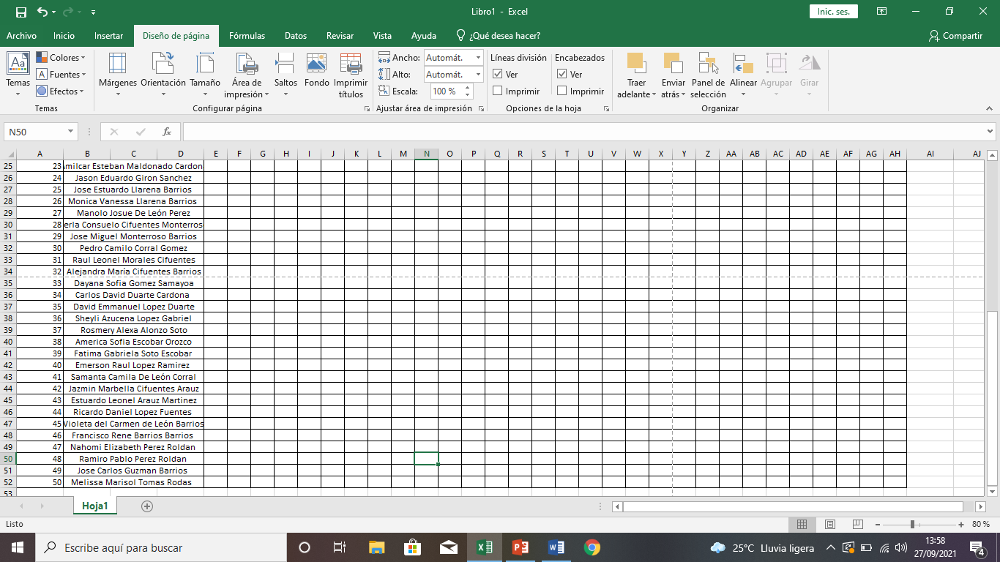 Libro1 - Excel
Inic. ses.
Archivo Inicio Insertar Diseño de página Fórmulas Datos Revisar Vista Ayuda ¿Qué desea hacer? Compartir
Temas
Colores
Fuentes
Efectos
Temas
Márgenes Orientación Tamaño Área de impresión Saltos Fondo Imprimir títulos
Configurar página
Ancho: Automát.
Alto: Automát.
Escala: 100 %
Ajustar área de impresión
Líneas división Encabezados
Ver Ver
Imprimir Imprimir
Opciones de la hoja
Traer adelante Enviar atrás Panel de selección Alinear Agrupar Girar
Organizar
N50 fx
A B C D E F G H I J K L M N O P Q R S T U V W X Y Z AA AB AC AD AE AF AG AH AI AJ
25 23 Esteban Maldonado
26 24 Jason Eduardo Giron Sanchez
27 25 Jose Estuardo Llarena Barrios
28 26 Monica Vanessa Llarena Barrios
29 27 Manolo Josue De León Perez
30 28 Consuelo Cifuentes
31 29 Jose Miguel Monterroso Barrios
32 30 Pedro Camilo Corral Gomez
33 31 Raul Leonel Morales Cifuentes
34 32 Alejandra María Cifuentes Barrios
35 33 Dayana Sofia Gomez Samayoa
36 34 Carlos David Duarte Cardona
37 35 David Emmanuel Lopez Duarte
38 36 Sheyli Azucena Lopez Gabriel
39 37 Rosmery Alexa Alonzo Soto
40 38 America Sofia Escobar Orozco
41 39 Fatima Gabriela Soto Escobar
42 40 Emerson Raul Lopez Ramirez
43 41 Samanta Camila De León Corral
44 42 Jazmin Marbella Cifuentes Arauz
45 43 Estuardo Leonel Arauz Martinez
46 44 Ricardo Daniel Lopez Fuentes
47 45 Violeta del Carmen de León Barrios
48 46 Francisco Rene Barrios Barrios
49 47 Nahomi Elizabeth Perez Roldan
50 48 Ramiro Pablo Perez Roldan
51 49 Jose Carlos Guzman Barrios
52 50 Melissa Marisol Tomas Rodas
53
Hoja1
Listo 80 %
Escribe aquí para buscar
25°C Lluvia ligera
13:58
27/09/2021
4